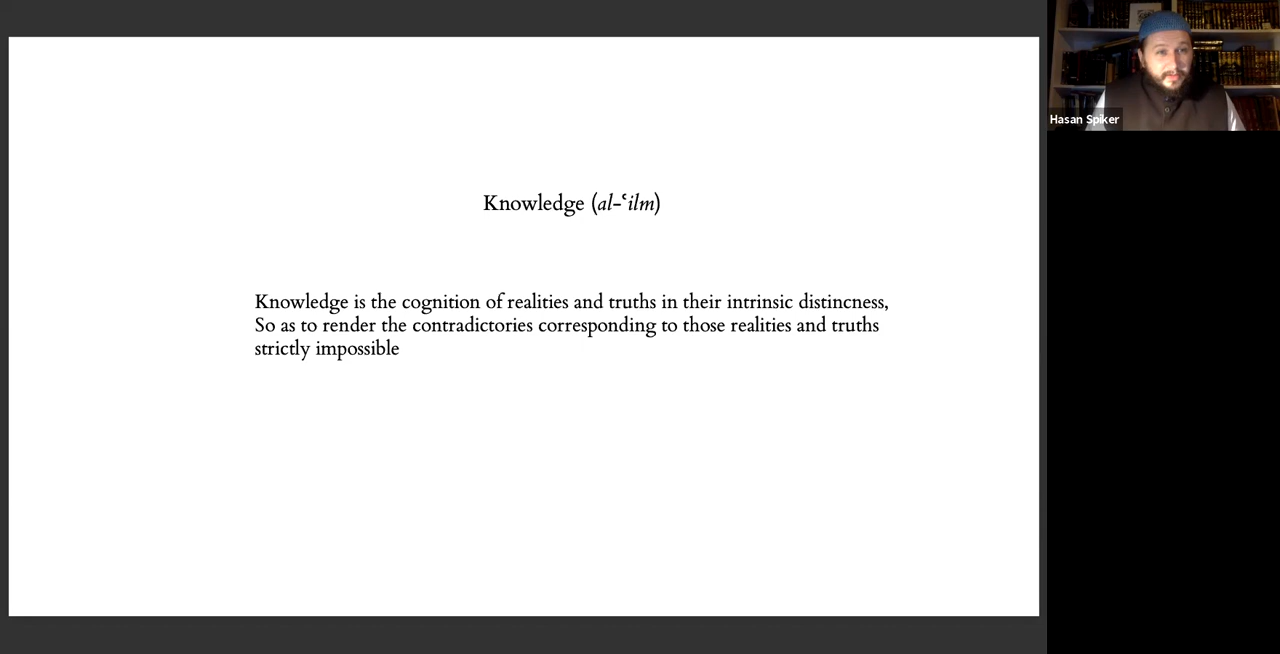 Knowledge (al-ʿilm)
Knowledge is the cognition of realities and truths in their intrinsic distincness,
So as to render the contradictories corresponding to those realities and truths
strictly impossible
Hasan Spiker